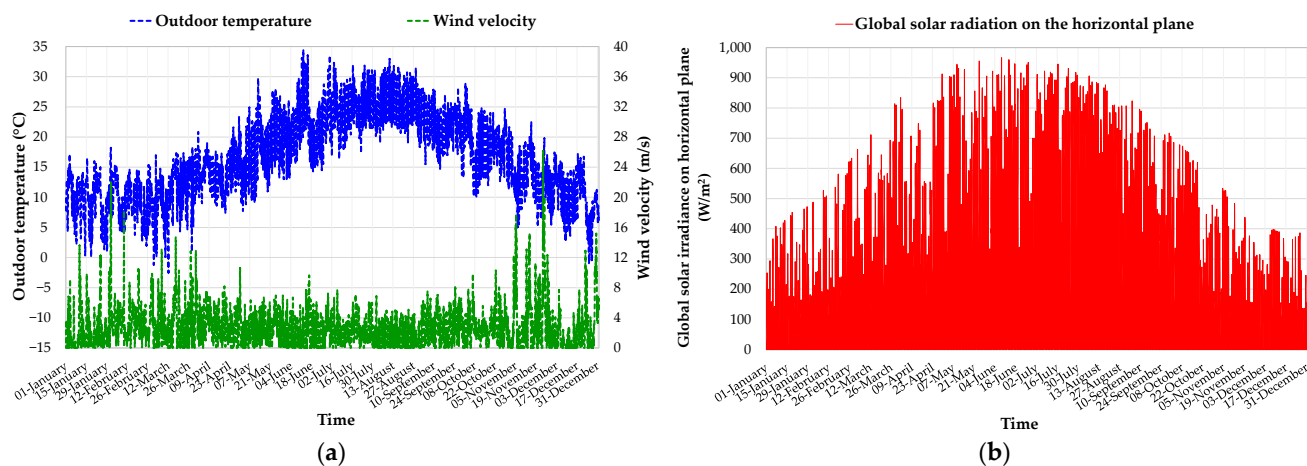 Outdoor temperature
Wind velocity
35
30
25
20
15
10
5
0
−5
−10
−15
Outdoor temperature (°C)
40
36
32
28
24
20
16
12
8
4
0
Wind velocity (m/s)
01-January
15-January
29-January
12-February
26-February
12-March
26-March
09-April
23-April
07-May
21-May
04-June
18-June
02-July
16-July
30-July
13-August
27-August
10-September
24-September
08-October
22-October
05-November
19-November
03-December
17-December
31-December
Time
(a)
Global solar radiation on the horizontal plane
1,000
900
800
700
600
500
400
300
200
100
0
Global solar irradiance on horizontal plane
(W/m²)
01-January
15-January
29-January
12-February
26-February
12-March
26-March
09-April
23-April
07-May
21-May
04-June
18-June
02-July
16-July
30-July
13-August
27-August
10-September
24-September
08-October
22-October
05-November
19-November
03-December
17-December
31-December
Time
(b)